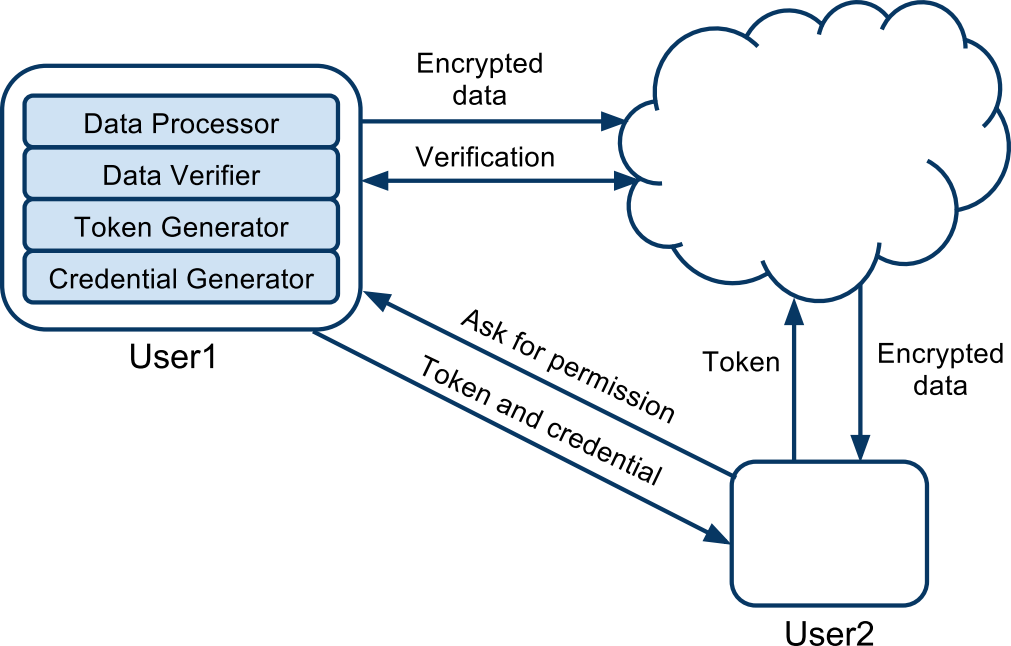 Encrypted
data
Data Processor
Verification
Data Verifier
Token Generator
Credential Generator
User1
Ask for permission
Token and credential
Token
Encrypted
data
User2